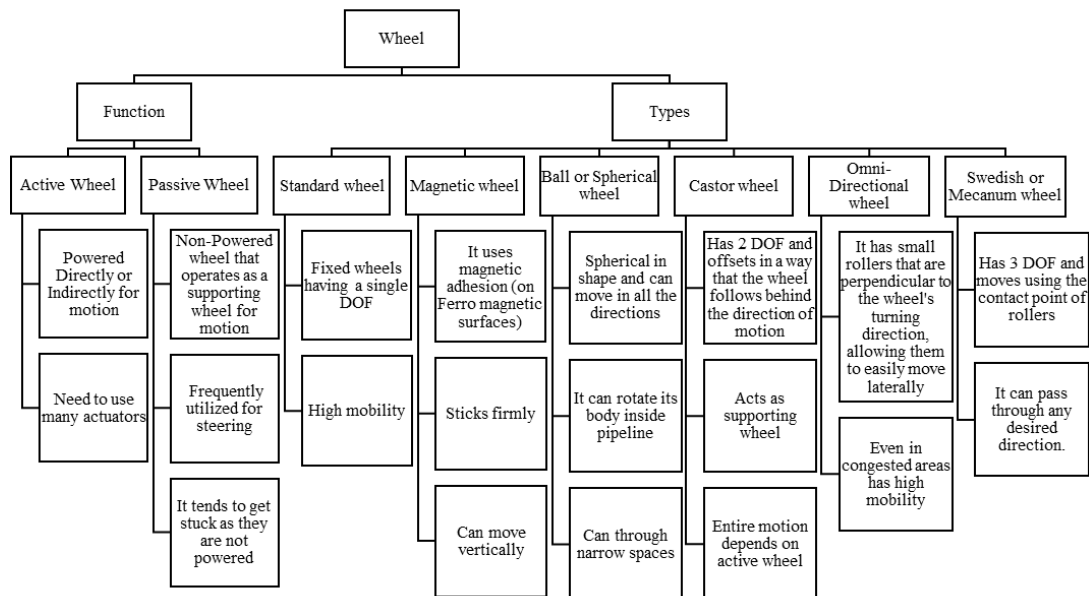 Wheel
Function
Types
Active Wheel
Passive Wheel
Standard wheel
Magnetic wheel
Ball or Spherical
wheel
Castor wheel
Omni-
Directional
wheel
Swedish or
Mecanum wheel
Powered
Directly or
Indirectly for
motion
Need to use
many actuators
Non-Powered
wheel that
operates as a
supporting
wheel for
motion
Frequently
utilized for
steering
It tends to get
stuck as they
are not
powered
Fixed wheels
having a single
DOF
High mobility
It uses
magnetic
adhesion (on
Ferro magnetic
surfaces)
Sticks firmly
Can move
vertically
Spherical in
shape and can
move in all the
directions
It can rotate its
body inside
pipeline
Can through
narrow spaces
Has 2 DOF and
offsets in a way
that the wheel
follows behind
the direction of
motion
Acts as
supporting
wheel
Entire motion
depends on
active wheel
It has small
rollers that are
perpendicular to
the wheel's
turning
direction,
allowing them
to easily move
laterally
Even in
congested areas
has high
mobility
Has 3 DOF and
moves using the
contact point of
rollers
It can pass
through any
desired
direction.